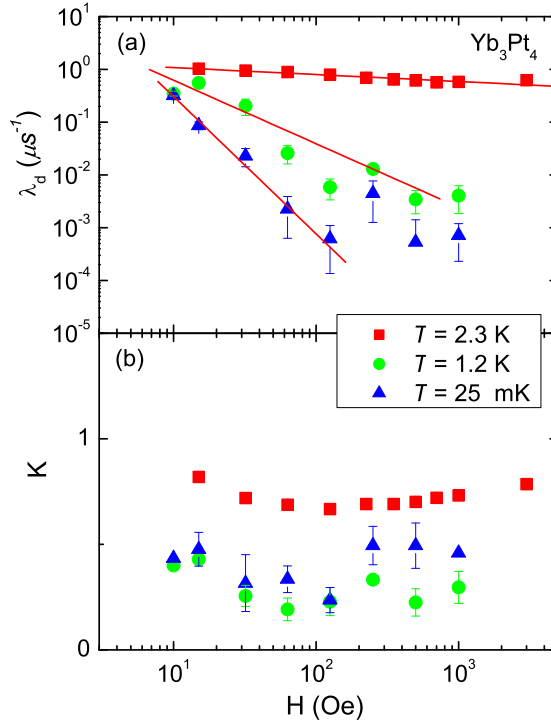 (a)
Yb₃Pt₄
10¹
10⁰
10⁻¹
10⁻²
10⁻³
10⁻⁴
10⁻⁵
λ_d (μs⁻¹)
(b)
T = 2.3 K
T = 1.2 K
T = 25 mK
1
0
K
10¹
10²
10³
H (Oe)